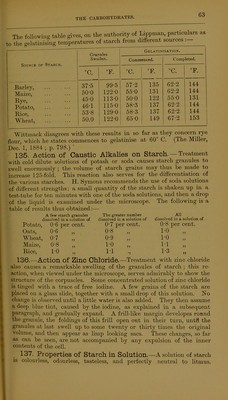 THE CARBOHYDRATES. 63
The following table gives, on the authority of Lippman, particulars as
to the gelatinising temperatures of starch from different sources :—
Source of Starch. Granules Swollen. Gelatinisation.
Commenced. Completed.
°C. °F. °C. °F. °C. °F.
Barley, ... 37·5 99·5 57·2 135 62·2 144
Maize, ... 50·0 122·0 55·0 131 62·2 144
Rye, ... 45·0 113·0 50·0 122 55·0 131
Potato, ... 46·1 115·0 58·3 137 62·2 144
Rice, ... 53·8 129·0 58·3 137 62·2 144
Wheat, ... 50·0 122·0 65·0 149 67·2 153
Wittmack disagrees with these results in so far as they concern rye
flour, which he states commences to gelatinise at 60° C. (The Miller,
Dec. 1, 1884; p. 798.)
135. Action of Caustic Alkalies on Starch.—Treatment
with cold dilute solutions of potash or soda causes starch granules to
swell enormously (the volume of starch grains may thus be made to
increase 125-fold. This reaction also serves for the differentiation of
the various starches. H. Symons recommends the use of soda solutions
of different strengths: a small quantity of the starch is shaken up in a
test-tube for ten minutes with one of the soda solutions, and then a drop
of the liquid is examined under the microscope. The following is a
table of results thus obtained:—
A few starch granules dissolved in a solution of The greater number dissolved in a solution of All dissolved in a solution of
Potato, 0·6 per cent. 0·7 per cent. 0·8 per cent.
Oats, 0·6 „ 0·8 „ 1·0 „
Wheat, 0·7 „ 0·9 „ 1·0 „
Maize, 0·8 „ 1·0 „ 1·1 „
Rice, 1·0 „ 1·1 „ 1·3 „
136. Action of Zinc Chloride.—Treatment with zinc chloride
also causes a remarkable swelling of the granules of starch; this re-
action, when viewed under the microscope, serves admirably to show the
structure of the corpuscles. Some concentrated solution of zinc chloride
is tinged with a trace of free iodine. A few grains of the starch are
placed on a glass slide, together with a small drop of this solution. No
change is observed until a little water is also added. They then assume
a deep blue tint, caused by the iodine, as explained in a subsequent
paragraph, and gradually expand. A frill-like margin developes round
the granule, the foldings of this frill open out in their turn, until the
granules at last swell up to some twenty or thirty times the original
volume, and then appear as limp looking sacs. These changes, so far
as can be seen, are not accompanied by any expulsion of the inner
contents of the cell.
137. Properties of Starch in Solution.—A solution of starch
is colourless, odourless, tasteless, and perfectly neutral to litmus.